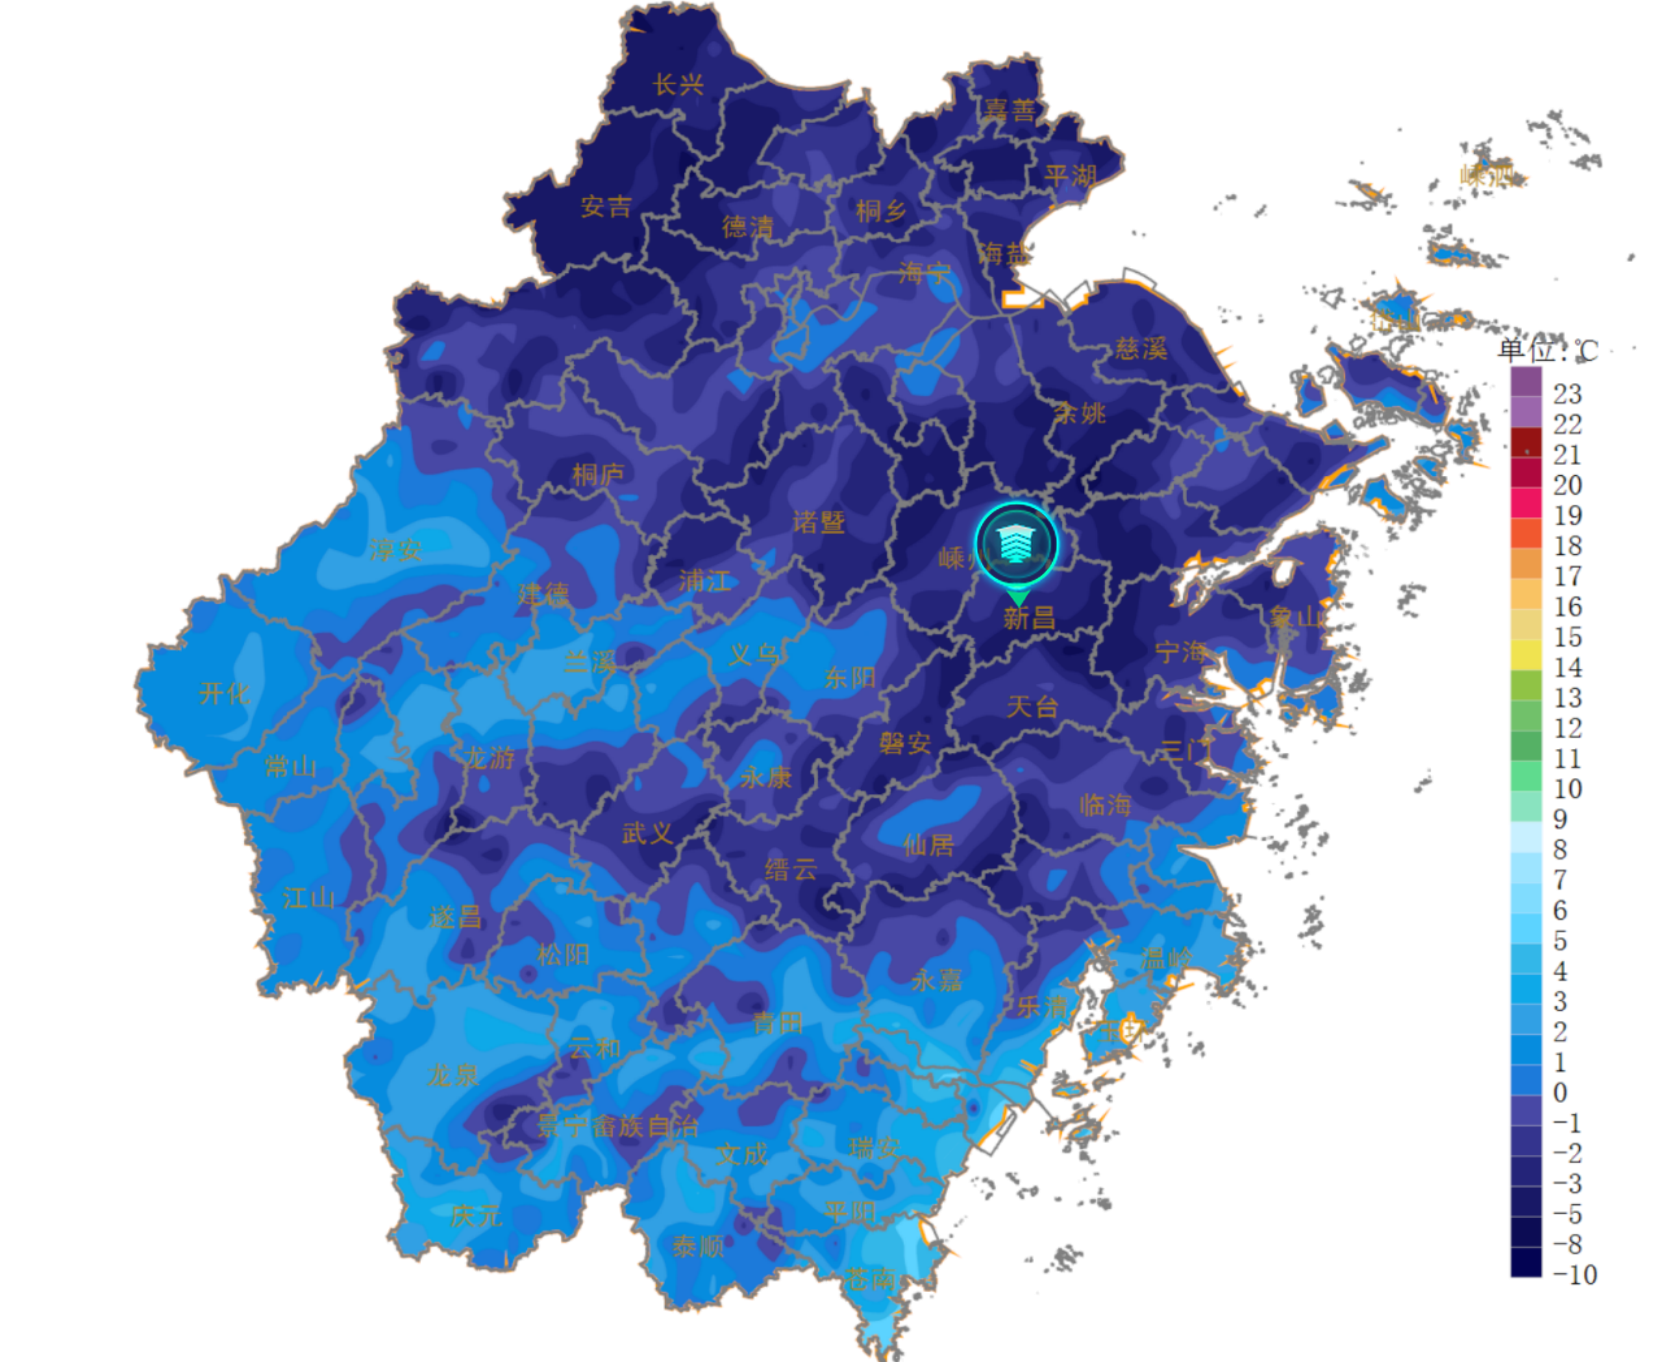 长兴
嘉善
平湖
嵊泗
安吉
德清
桐乡
海盐
海宁
岱山
慈溪
余姚
桐庐
诸暨
淳安
嵊州
建德
浦江
新昌
象山
宁海
兰溪
义乌
东阳
开化
天台
磐安
三门
龙游
常山
永康
临海
武义
仙居
缙云
江山
遂昌
松阳
温岭
永嘉
乐清
青田
玉环
云和
龙泉
景宁畲族自治
文成
瑞安
庆元
平阳
泰顺
苍南
单位:℃
23
22
21
20
19
18
17
16
15
14
13
12
11
10
9
8
7
6
5
4
3
2
1
0
-1
-2
-3
-5
-8
-10